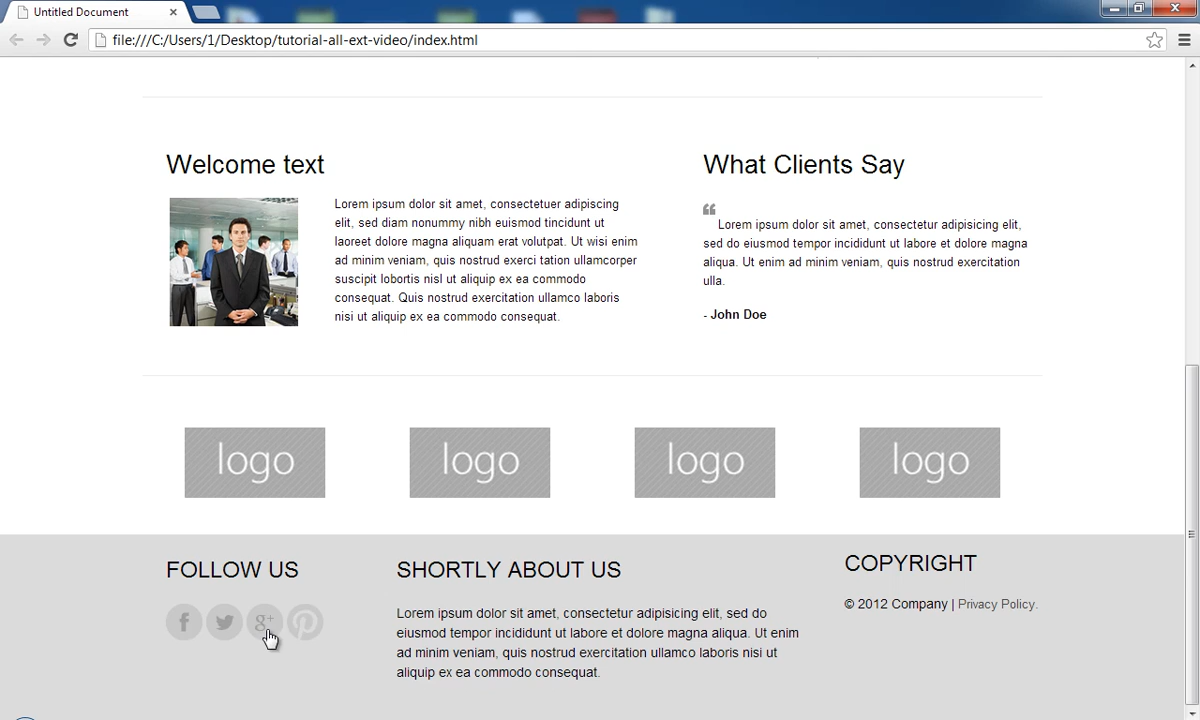 Untitled Document
file:///C:/Users/1/Desktop/tutorial-all-ext-video/index.html
Welcome text
Lorem ipsum dolor sit amet, consectetuer adipiscing
elit, sed diam nonummy nibh euismod tincidunt ut
laoreet dolore magna aliquam erat volutpat. Ut wisi enim
ad minim veniam, quis nostrud exerci tation ullamcorper
suscipit lobortis nisl ut aliquip ex ea commodo
consequat. Quis nostrud exercitation ullamco laboris
nisi ut aliquip ex ea commodo consequat.
What Clients Say
“ Lorem ipsum dolor sit amet, consectetur adipisicing elit,
sed do eiusmod tempor incididunt ut labore et dolore magna
aliqua. Ut enim ad minim veniam, quis nostrud exercitation
ulla.
- John Doe
logo
logo
logo
logo
FOLLOW US
f g+
SHORTLY ABOUT US
Lorem ipsum dolor sit amet, consectetur adipisicing elit, sed do
eiusmod tempor incididunt ut labore et dolore magna aliqua. Ut enim
ad minim veniam, quis nostrud exercitation ullamco laboris nisi ut
aliquip ex ea commodo consequat.
COPYRIGHT
© 2012 Company | Privacy Policy.